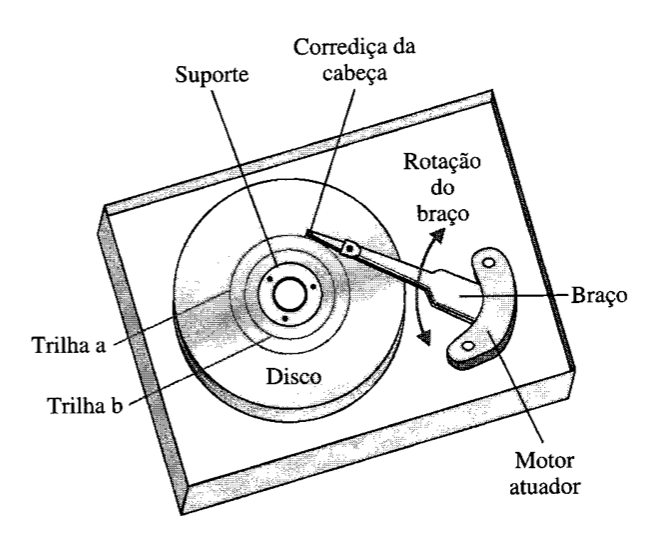 Corrediça da
cabeça
Suporte
Rotação
do
braço
Braço
Trilha a
Disco
Trilha b
Motor
atuador